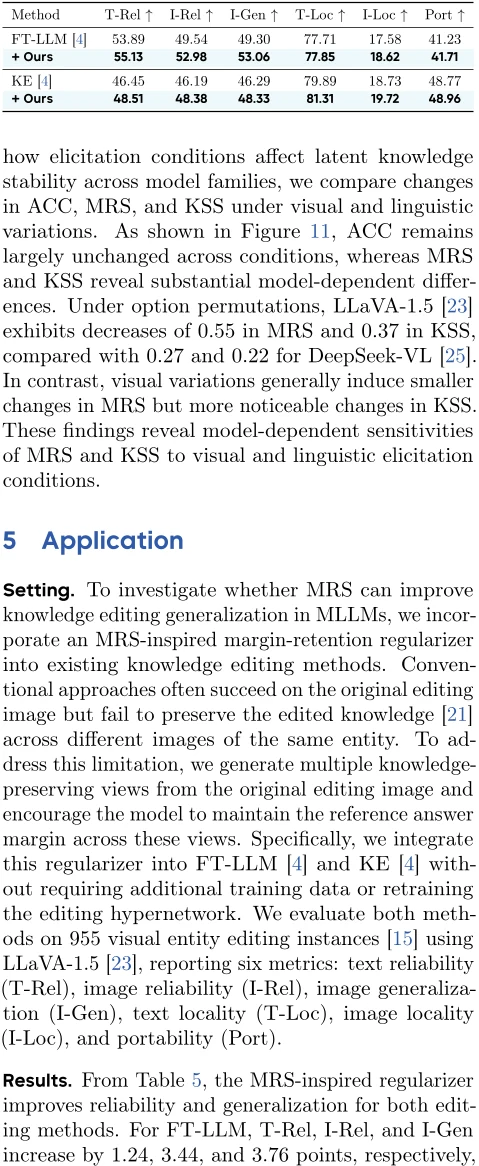 Method T-Rel ↑ I-Rel ↑ I-Gen ↑ T-Loc ↑ I-Loc ↑ Port ↑
FT-LLM [4] 53.89 49.54 49.30 77.71 17.58 41.23
+ Ours 55.13 52.98 53.06 77.85 18.62 41.71
KE [4] 46.45 46.19 46.29 79.89 18.73 48.77
+ Ours 48.51 48.38 48.33 81.31 19.72 48.96
how elicitation conditions affect latent knowledge
stability across model families, we compare changes
in ACC, MRS, and KSS under visual and linguistic
variations. As shown in Figure 11, ACC remains
largely unchanged across conditions, whereas MRS
and KSS reveal substantial model-dependent differ-
ences. Under option permutations, LLaVA-1.5 [23]
exhibits decreases of 0.55 in MRS and 0.37 in KSS,
compared with 0.27 and 0.22 for DeepSeek-VL [25].
In contrast, visual variations generally induce smaller
changes in MRS but more noticeable changes in KSS.
These findings reveal model-dependent sensitivities
of MRS and KSS to visual and linguistic elicitation
conditions.
5 Application
Setting. To investigate whether MRS can improve
knowledge editing generalization in MLLMs, we incor-
porate an MRS-inspired margin-retention regularizer
into existing knowledge editing methods. Conven-
tional approaches often succeed on the original editing
image but fail to preserve the edited knowledge [21]
across different images of the same entity. To ad-
dress this limitation, we generate multiple knowledge-
preserving views from the original editing image and
encourage the model to maintain the reference answer
margin across these views. Specifically, we integrate
this regularizer into FT-LLM [4] and KE [4] with-
out requiring additional training data or retraining
the editing hypernetwork. We evaluate both meth-
ods on 955 visual entity editing instances [15] using
LLaVA-1.5 [23], reporting six metrics: text reliability
(T-Rel), image reliability (I-Rel), image generaliza-
tion (I-Gen), text locality (T-Loc), image locality
(I-Loc), and portability (Port).
Results. From Table 5, the MRS-inspired regularizer
improves reliability and generalization for both edit-
ing methods. For FT-LLM, T-Rel, I-Rel, and I-Gen
increase by 1.24, 3.44, and 3.76 points, respectively,